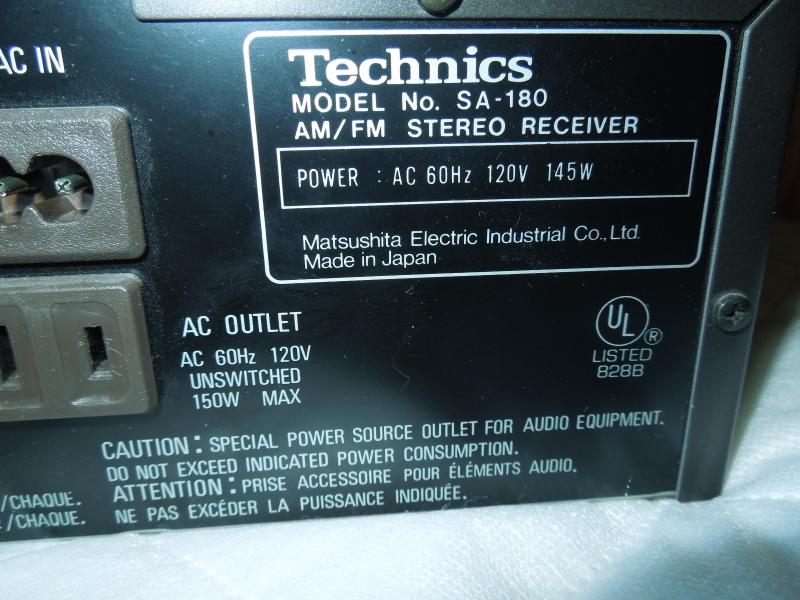 AC IN
Technics
MODEL No. SA-180
AM/FM STEREO RECEIVER
POWER : AC 60Hz 120V 145W
Matsushita Electric Industrial Co., Ltd.
Made in Japan
AC OUTLET
AC 60Hz 120V
UNSWITCHED
150W MAX
UL ®
LISTED
828B
CAUTION : SPECIAL POWER SOURCE OUTLET FOR AUDIO EQUIPMENT.
DO NOT EXCEED INDICATED POWER CONSUMPTION.
ATTENTION : PRISE ACCESSOIRE POUR ÉLÉMENTS AUDIO.
NE PAS EXCÉDER LA PUISSANCE INDIQUÉE.
/CHAQUE.
/CHAQUE.